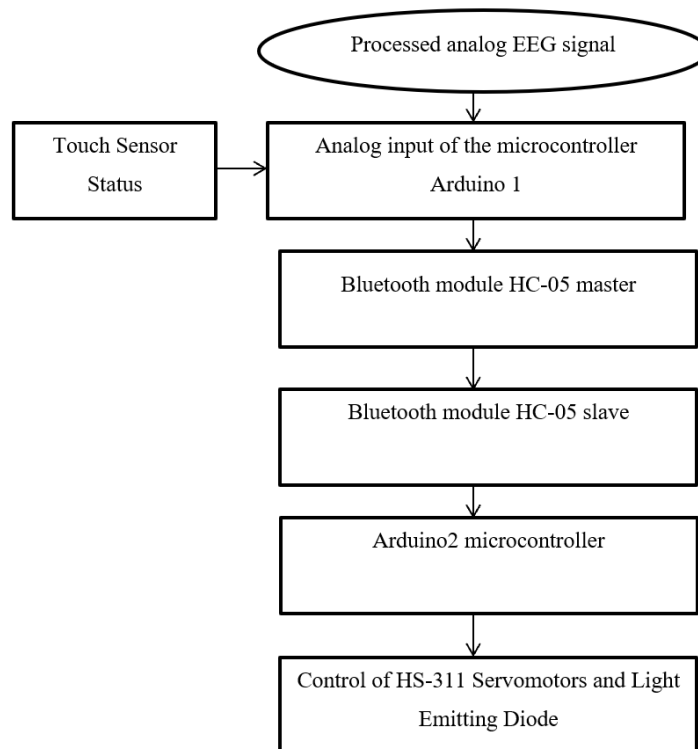 Processed analog EEG signal
Touch Sensor
Status
Analog input of the microcontroller
Arduino 1
Bluetooth module HC-05 master
Bluetooth module HC-05 slave
Arduino2 microcontroller
Control of HS-311 Servomotors and Light
Emitting Diode